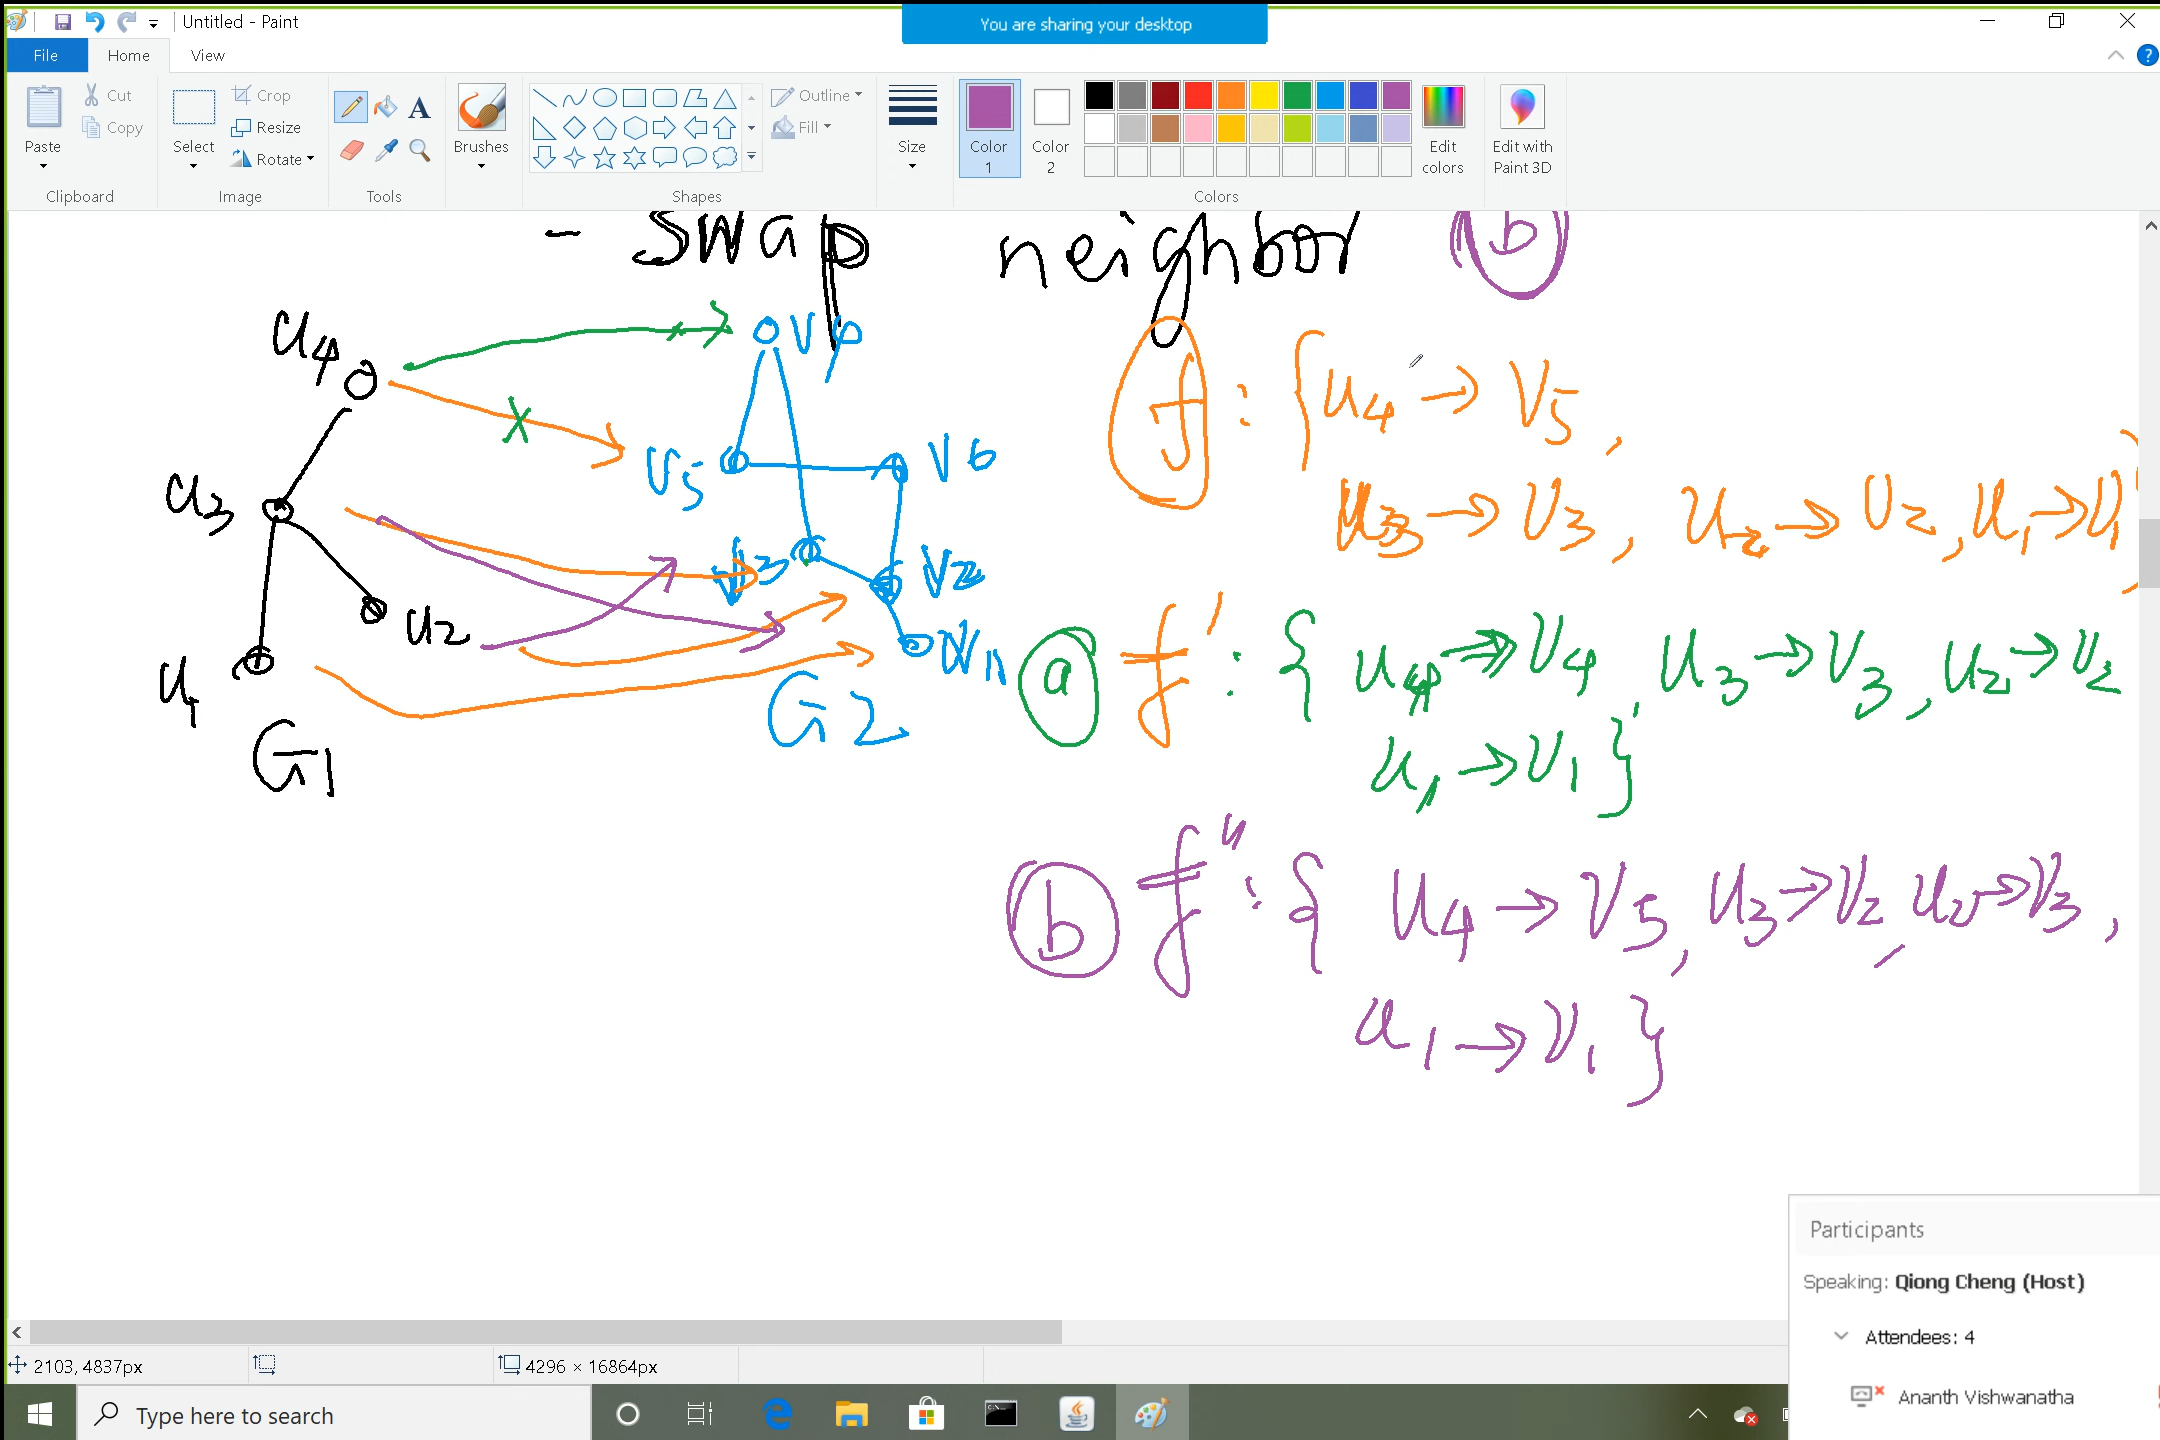 Untitled - Paint
You are sharing your desktop
File Home View
Cut
Copy
Paste
Clipboard
Crop
Resize
Rotate
Select
Image
Tools
Brushes
Shapes
Outline
Fill
Size
Color 1
Color 2
Edit colors
Edit with Paint 3D
Colors
- Swap neighbor b
u4
v4
f : { u4 → v5 ,
v5 v6
u3
u3 → v3 , u2 → v2 , u1 → v1 }
v3 v2
u2
u1
v1
G1
G2
a f' : { u4 → v4 , u3 → v3 , u2 → v2
u1 → v1 }
b f" : { u4 → v5 , u3 → v2 , u2 → v3 ,
u1 → v1 }
Participants
Speaking: Qiong Cheng (Host)
Attendees: 4
Ananth Vishwanatha
2103, 4837px
4296 × 16864px
Type here to search